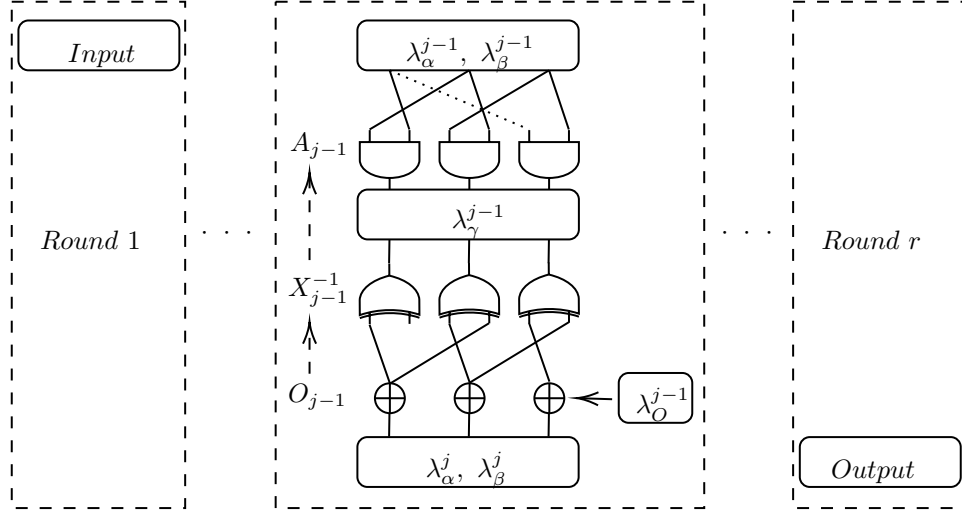 Input
λ_α^{j-1}, λ_β^{j-1}
A_{j-1}
λ_γ^{j-1}
Round 1
· · ·
· · ·
Round r
X_{j-1}^{-1}
O_{j-1}
λ_O^{j-1}
λ_α^j, λ_β^j
Output